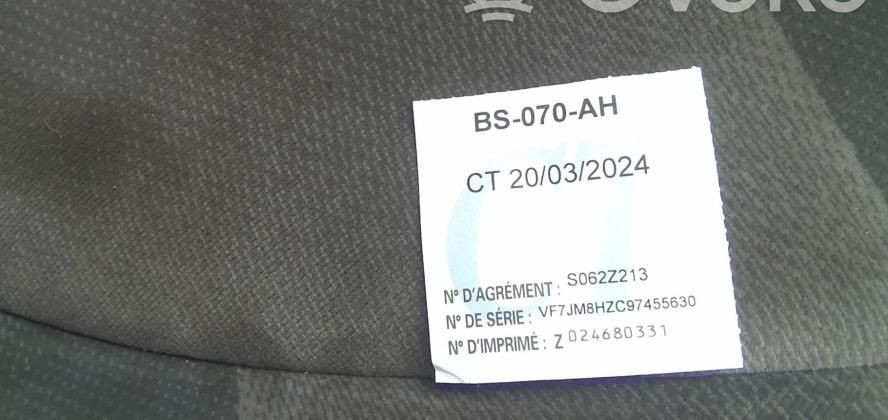 BS-070-AH
CT 20/03/2024
N° D'AGRÉMENT : S062Z213
N° DE SÉRIE : VF7JM8HZC97455630
N° D'IMPRIMÉ : Z 024680331